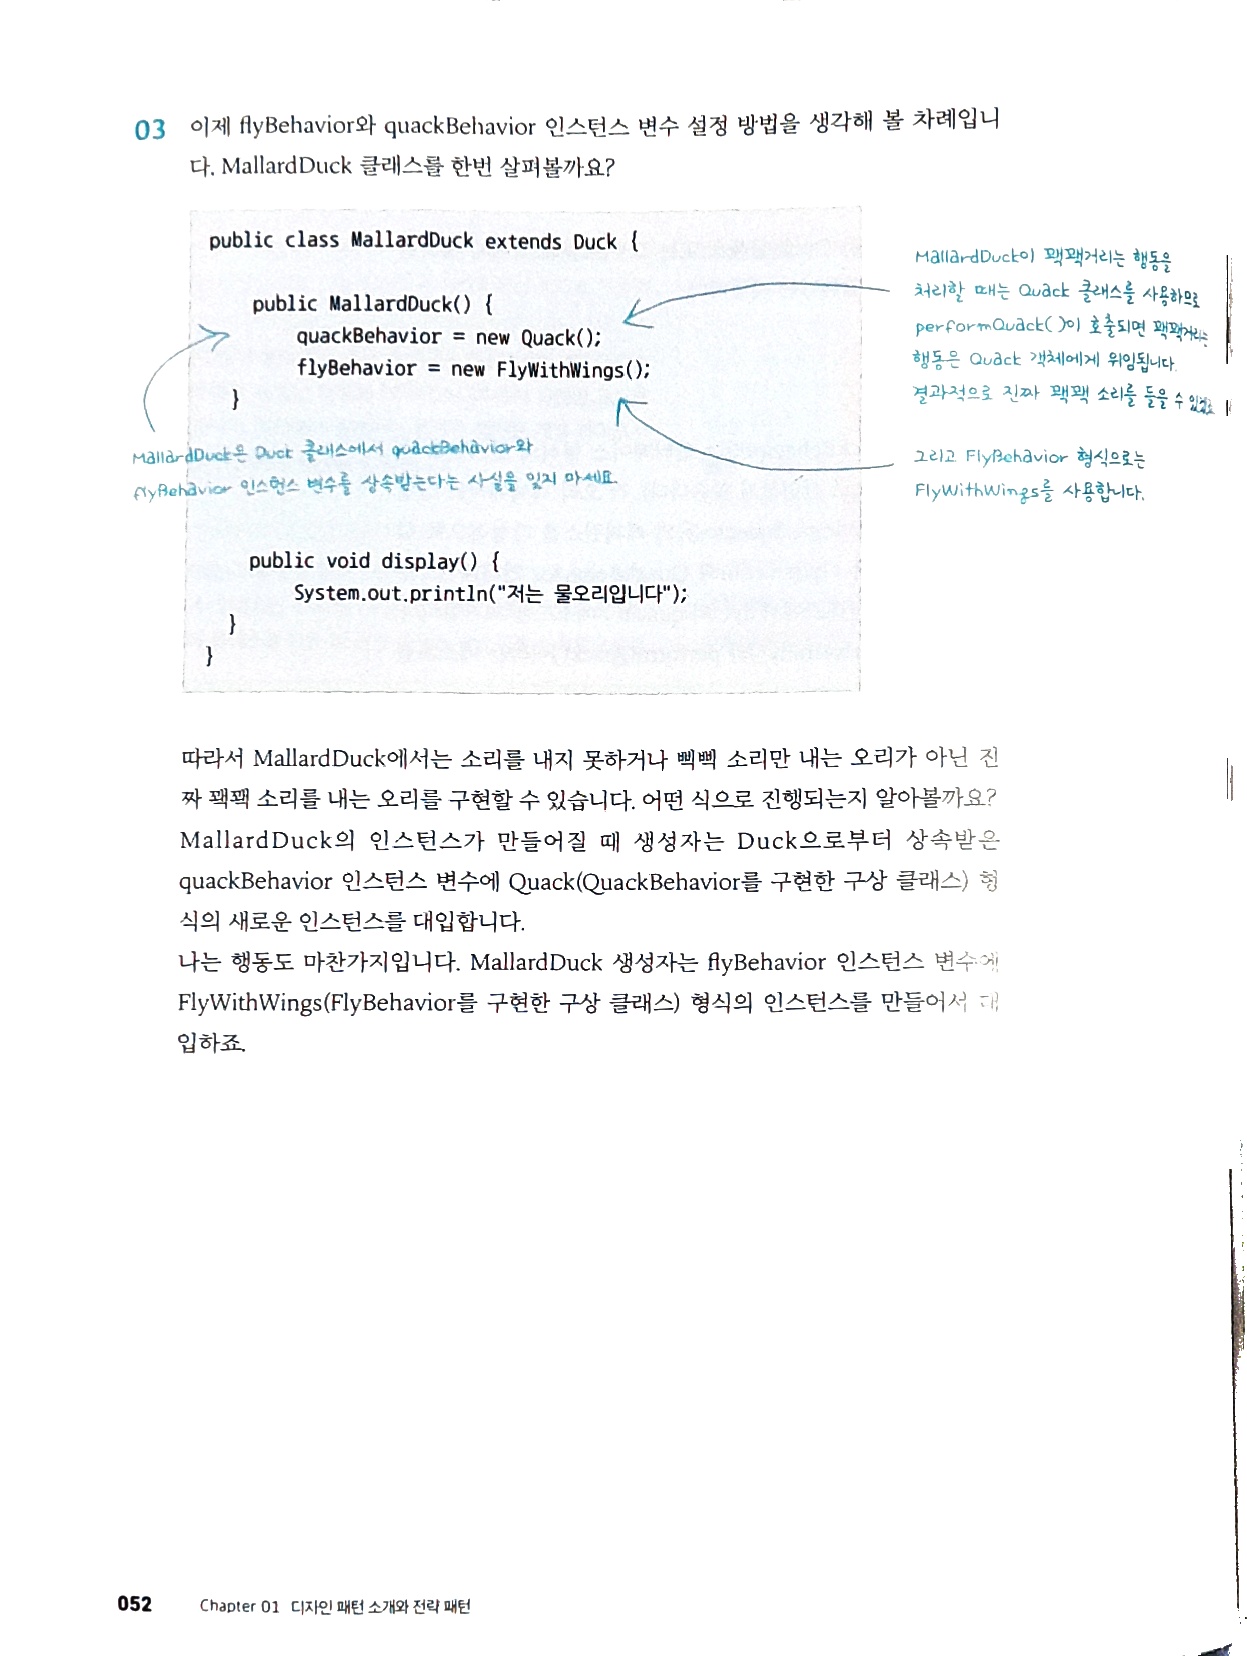 03 이제 flyBehavior와 quackBehavior 인스턴스 변수 설정 방법을 생각해 볼 차례입니
다. MallardDuck 클래스를 한번 살펴볼까요?
public class MallardDuck extends Duck {
public MallardDuck() {
quackBehavior = new Quack();
flyBehavior = new FlyWithWings();
}
MallardDuck은 Duck 클래스에서 quackBehavior와
flyBehavior 인스턴스 변수를 상속받는다는 사실을 잊지 마세요.
MallardDuck이 꽥꽥거리는 행동을
처리할 때는 Quack 클래스를 사용하므로
performQuack( )이 호출되면 꽥꽥거리는
행동은 Quack 객체에게 위임됩니다.
결과적으로 진짜 꽥꽥 소리를 들을 수 있겠죠.
그리고 FlyBehavior 형식으로는
FlyWithWings를 사용합니다.
public void display() {
System.out.println("저는 물오리입니다");
}
}
따라서 MallardDuck에서는 소리를 내지 못하거나 삑삑 소리만 내는 오리가 아닌 진
짜 꽥꽥 소리를 내는 오리를 구현할 수 있습니다. 어떤 식으로 진행되는지 알아볼까요?
MallardDuck의 인스턴스가 만들어질 때 생성자는 Duck으로부터 상속받은
quackBehavior 인스턴스 변수에 Quack(QuackBehavior를 구현한 구상 클래스) 형
식의 새로운 인스턴스를 대입합니다.
나는 행동도 마찬가지입니다. MallardDuck 생성자는 flyBehavior 인스턴스 변수에
FlyWithWings(FlyBehavior를 구현한 구상 클래스) 형식의 인스턴스를 만들어서 대
입하죠.
052 Chapter 01 디자인 패턴 소개와 전략 패턴